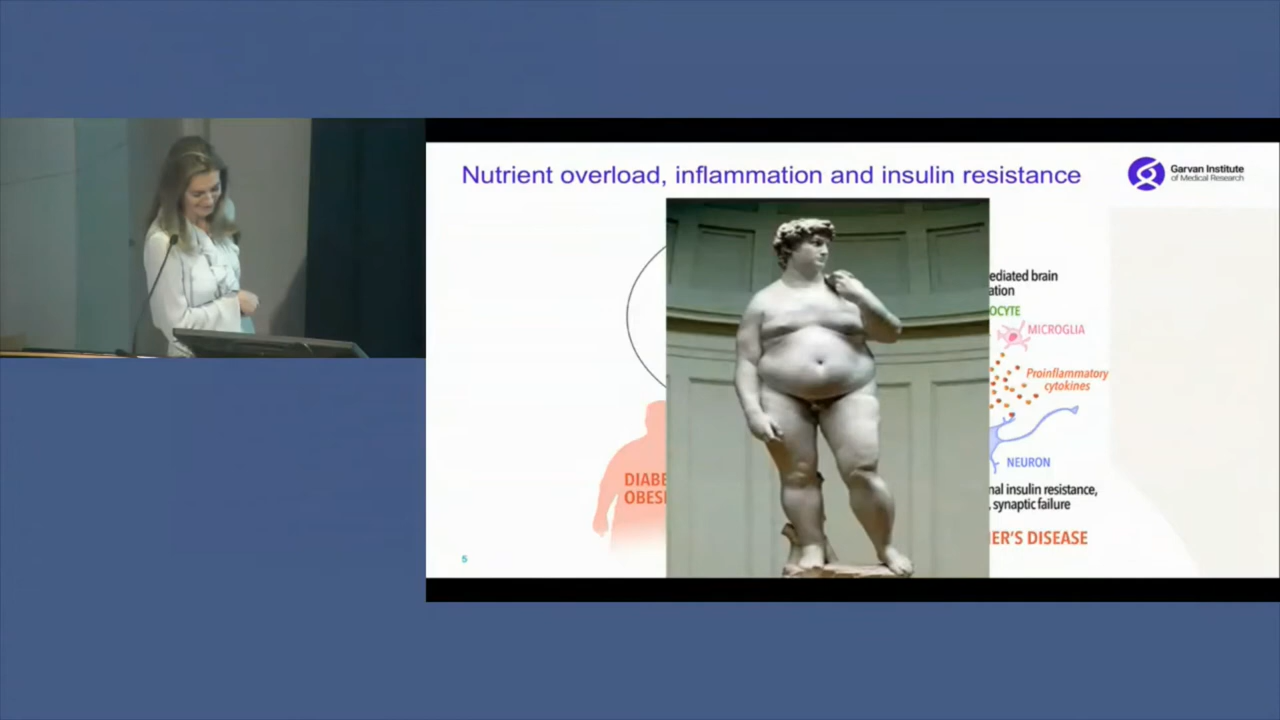 Nutrient overload, inflammation and insulin resistance
Garvan Institute
of Medical Research
ediated brain
ation
OCYTE
MICROGLIA
Proinflammatory
cytokines
DIABE
OBESI
NEURON
nal insulin resistance,
, synaptic failure
ER'S DISEASE
5